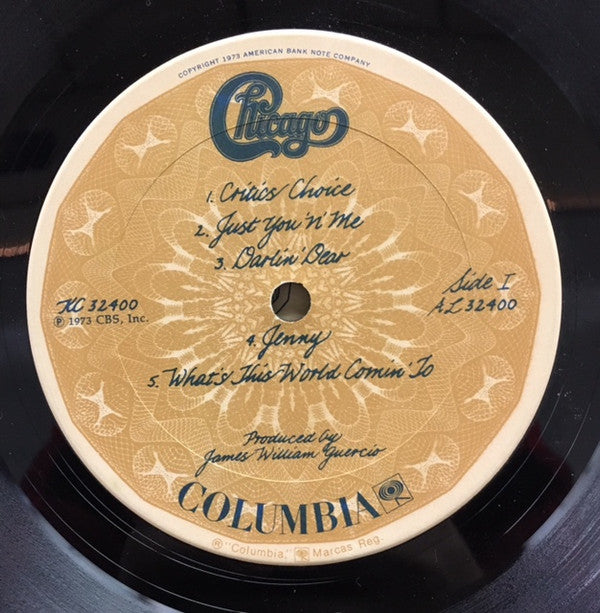 COPYRIGHT 1973 AMERICAN BANK NOTE COMPANY
Chicago
1. Critics' Choice
2. Just You 'N' Me
3. Darlin' Dear
KC 32400
℗ 1973 CBS, Inc.
Side 1
AL 32400
4. Jenny
5. What's This World Comin' To
Produced by
James William Guercio
COLUMBIA
® "Columbia," Marcas Reg.